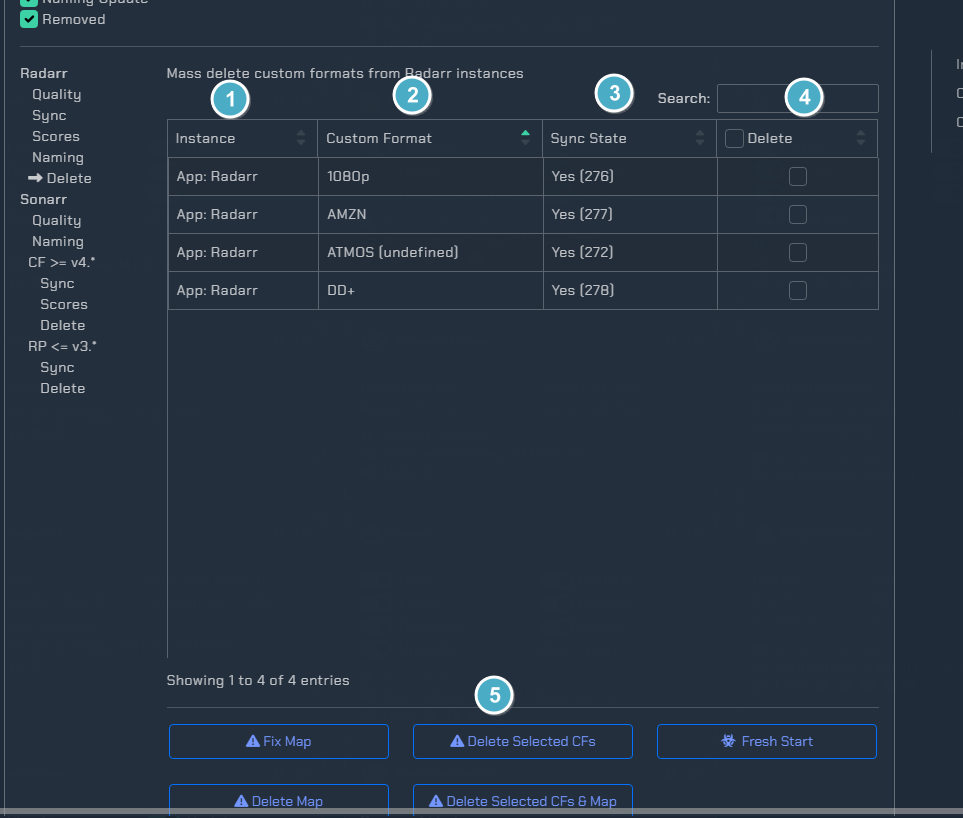 Naming Update
Removed
Radarr
Quality
Sync
Scores
Naming
Delete
Sonarr
Quality
Naming
CF >= v4.*
Sync
Scores
Delete
RP <= v3.*
Sync
Delete
Mass delete custom formats from Radarr instances
1
2
3
4
Search:
Instance Custom Format Sync State Delete
App: Radarr 1080p Yes (276)
App: Radarr AMZN Yes (277)
App: Radarr ATMOS (undefined) Yes (272)
App: Radarr DD+ Yes (278)
Showing 1 to 4 of 4 entries
5
Fix Map Delete Selected CFs Fresh Start
Delete Map Delete Selected CFs & Map